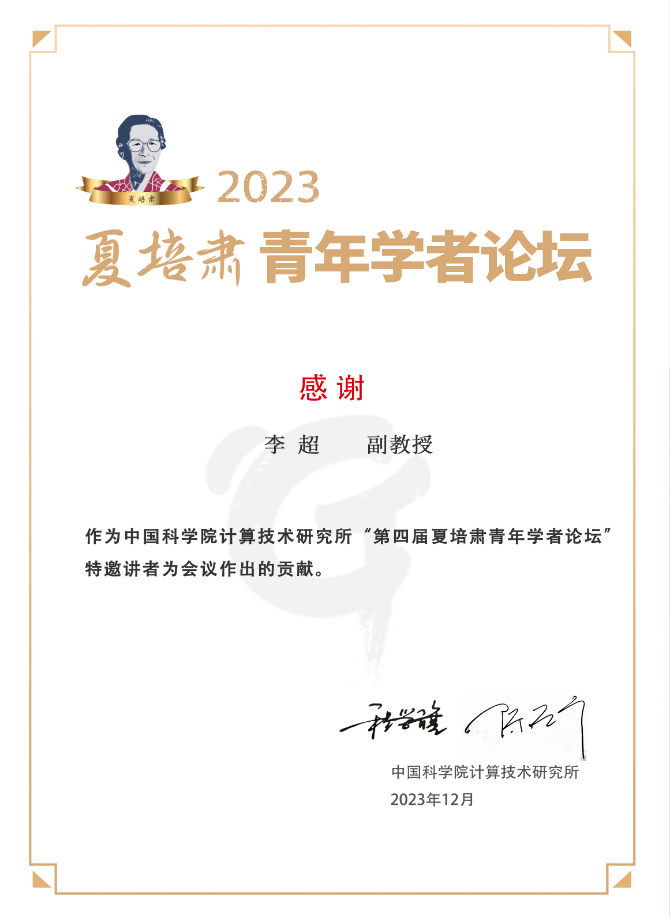 2023
夏培肃
夏培肃 青年学者论坛
感谢
李 超 副教授
作为中国科学院计算技术研究所“第四届夏培肃青年学者论坛”
特邀讲者为会议作出的贡献。
中国科学院计算技术研究所
2023年12月